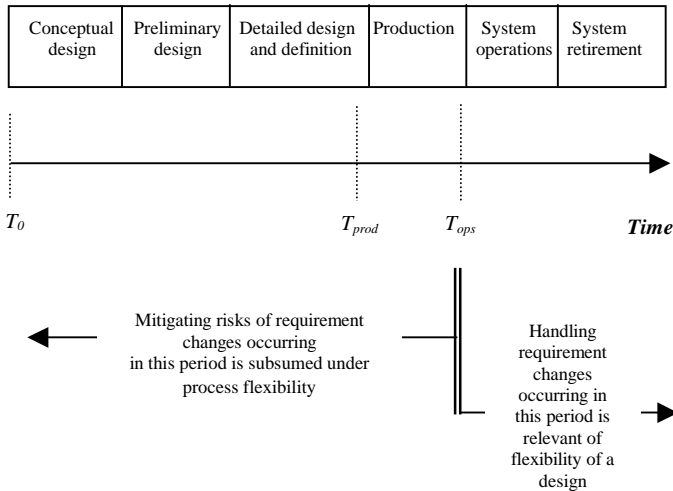 Conceptual
design
Preliminary
design
Detailed design
and definition
Production
System
operations
System
retirement
T0
Tprod
Tops
Time
Mitigating risks of requirement
changes occurring
in this period is subsumed under
process flexibility
Handling
requirement
changes
occurring in
this period is
relevant of
flexibility of a
design